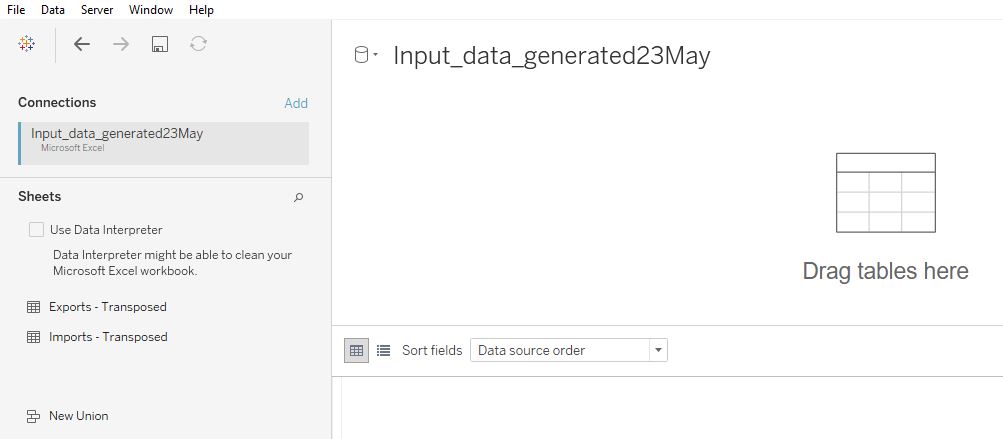 File Data Server Window Help
Input_data_generated23May
Connections Add
Input_data_generated23May
Microsoft Excel
Sheets
Use Data Interpreter
Data Interpreter might be able to clean your
Microsoft Excel workbook.
Exports - Transposed
Imports - Transposed
New Union
Drag tables here
Sort fields Data source order